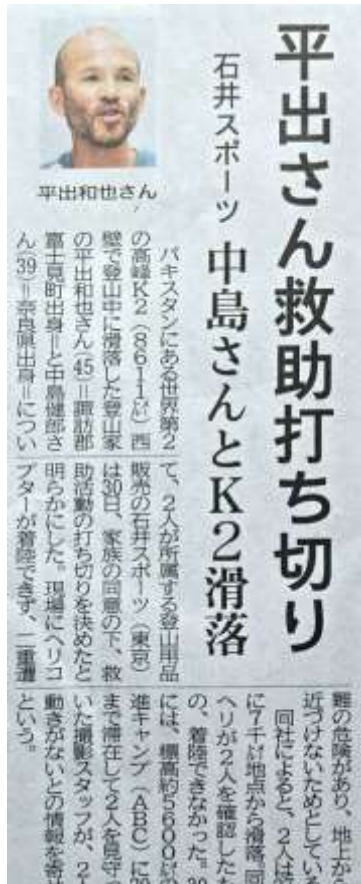 平出さん救助打ち切り
石井スポーツ 中島さんとK2滑落
平出和也さん
パキスタンにある世界第2
の高峰K2(8611㍍)西
壁で登山中に滑落した登山家
の平出和也さん(45)=諏訪郡
富士見町出身=と中島健郎さ
ん(39)=奈良県出身=につい
て、2人が所属する登山用品
販売の石井スポーツ(東京)
は30日、家族の同意の下、救
助活動の打ち切りを決めたと
明らかにした。現場にヘリコ
プターが着陸できず、二重遭
難の危険があり、地上から
近づけないためとしている
同社によると、2人は
に7千㍍地点から滑落。同
ヘリが2人を確認したも
の、着陸できなかった。
には、標高約5600㍍の
進キャンプ(ABC)に
まで滞在して2人を見守っ
いた撮影スタッフが、2
動きがないとの情報を寄せ
という。